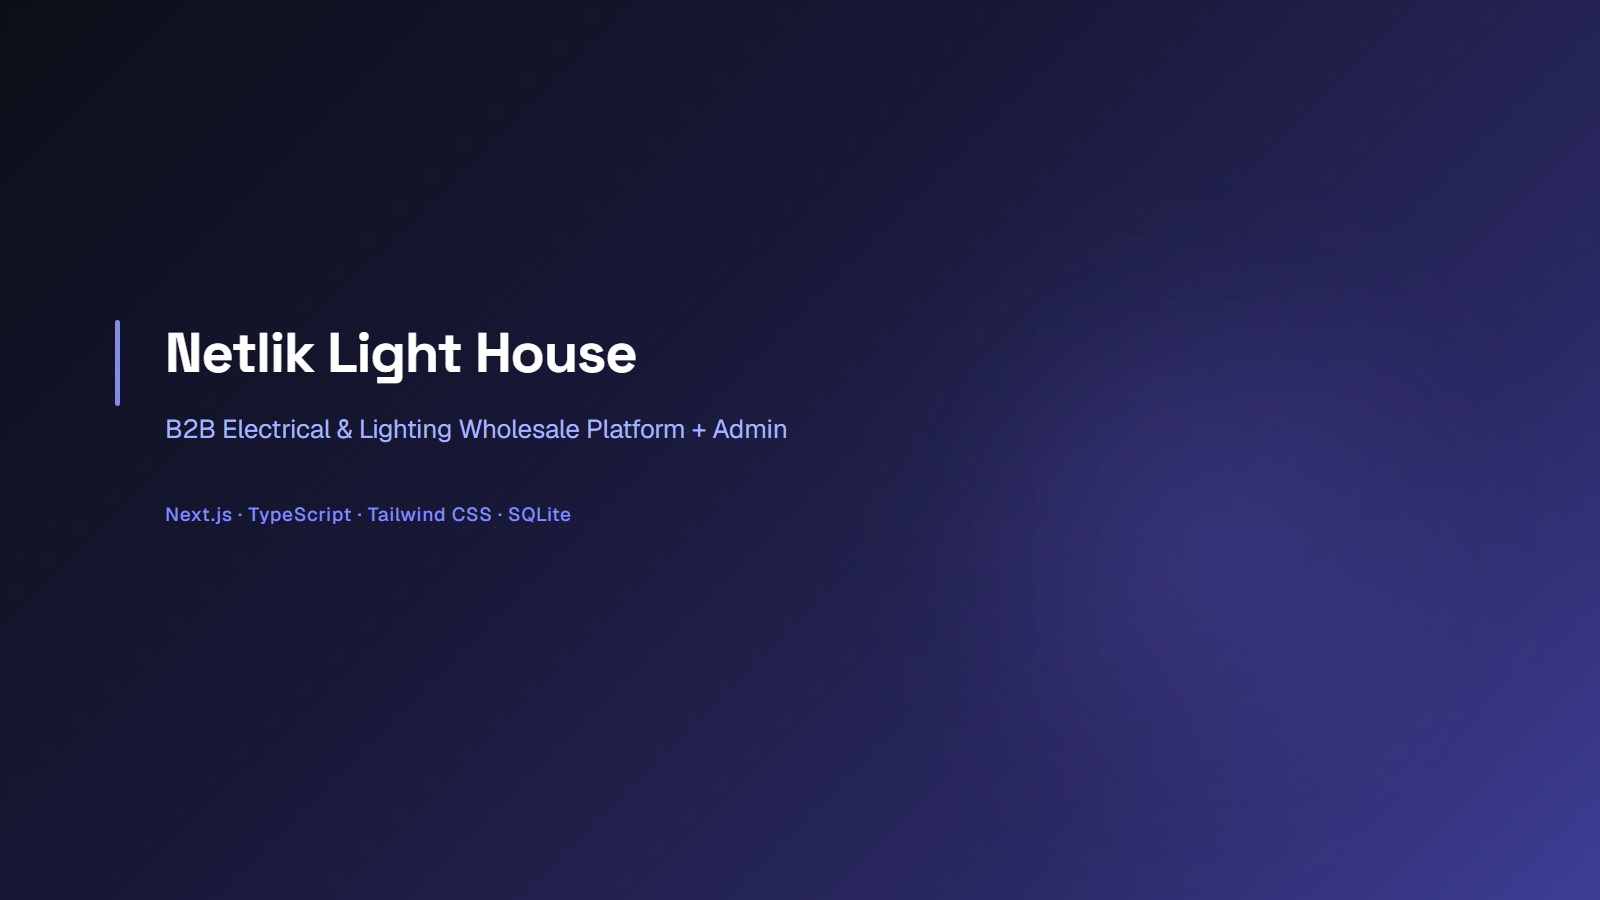 Netlik Light House
B2B Electrical & Lighting Wholesale Platform + Admin
Next.js · TypeScript · Tailwind CSS · SQLite